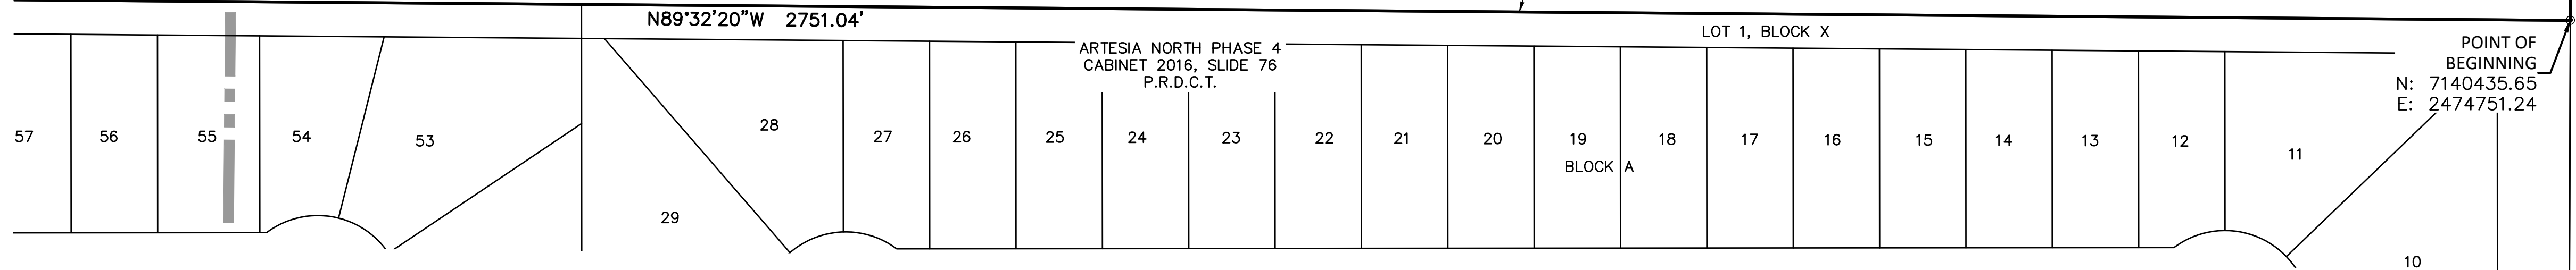 N89°32'20"W 2751.04'
LOT 1, BLOCK X
ARTESIA NORTH PHASE 4
CABINET 2016, SLIDE 76
P.R.D.C.T.
POINT OF
BEGINNING
N: 7140435.65
E: 2474751.24
57
56
55
54
53
29
28
27
26
25
24
23
22
21
20
19
18
17
16
15
14
13
12
11
10
BLOCK A